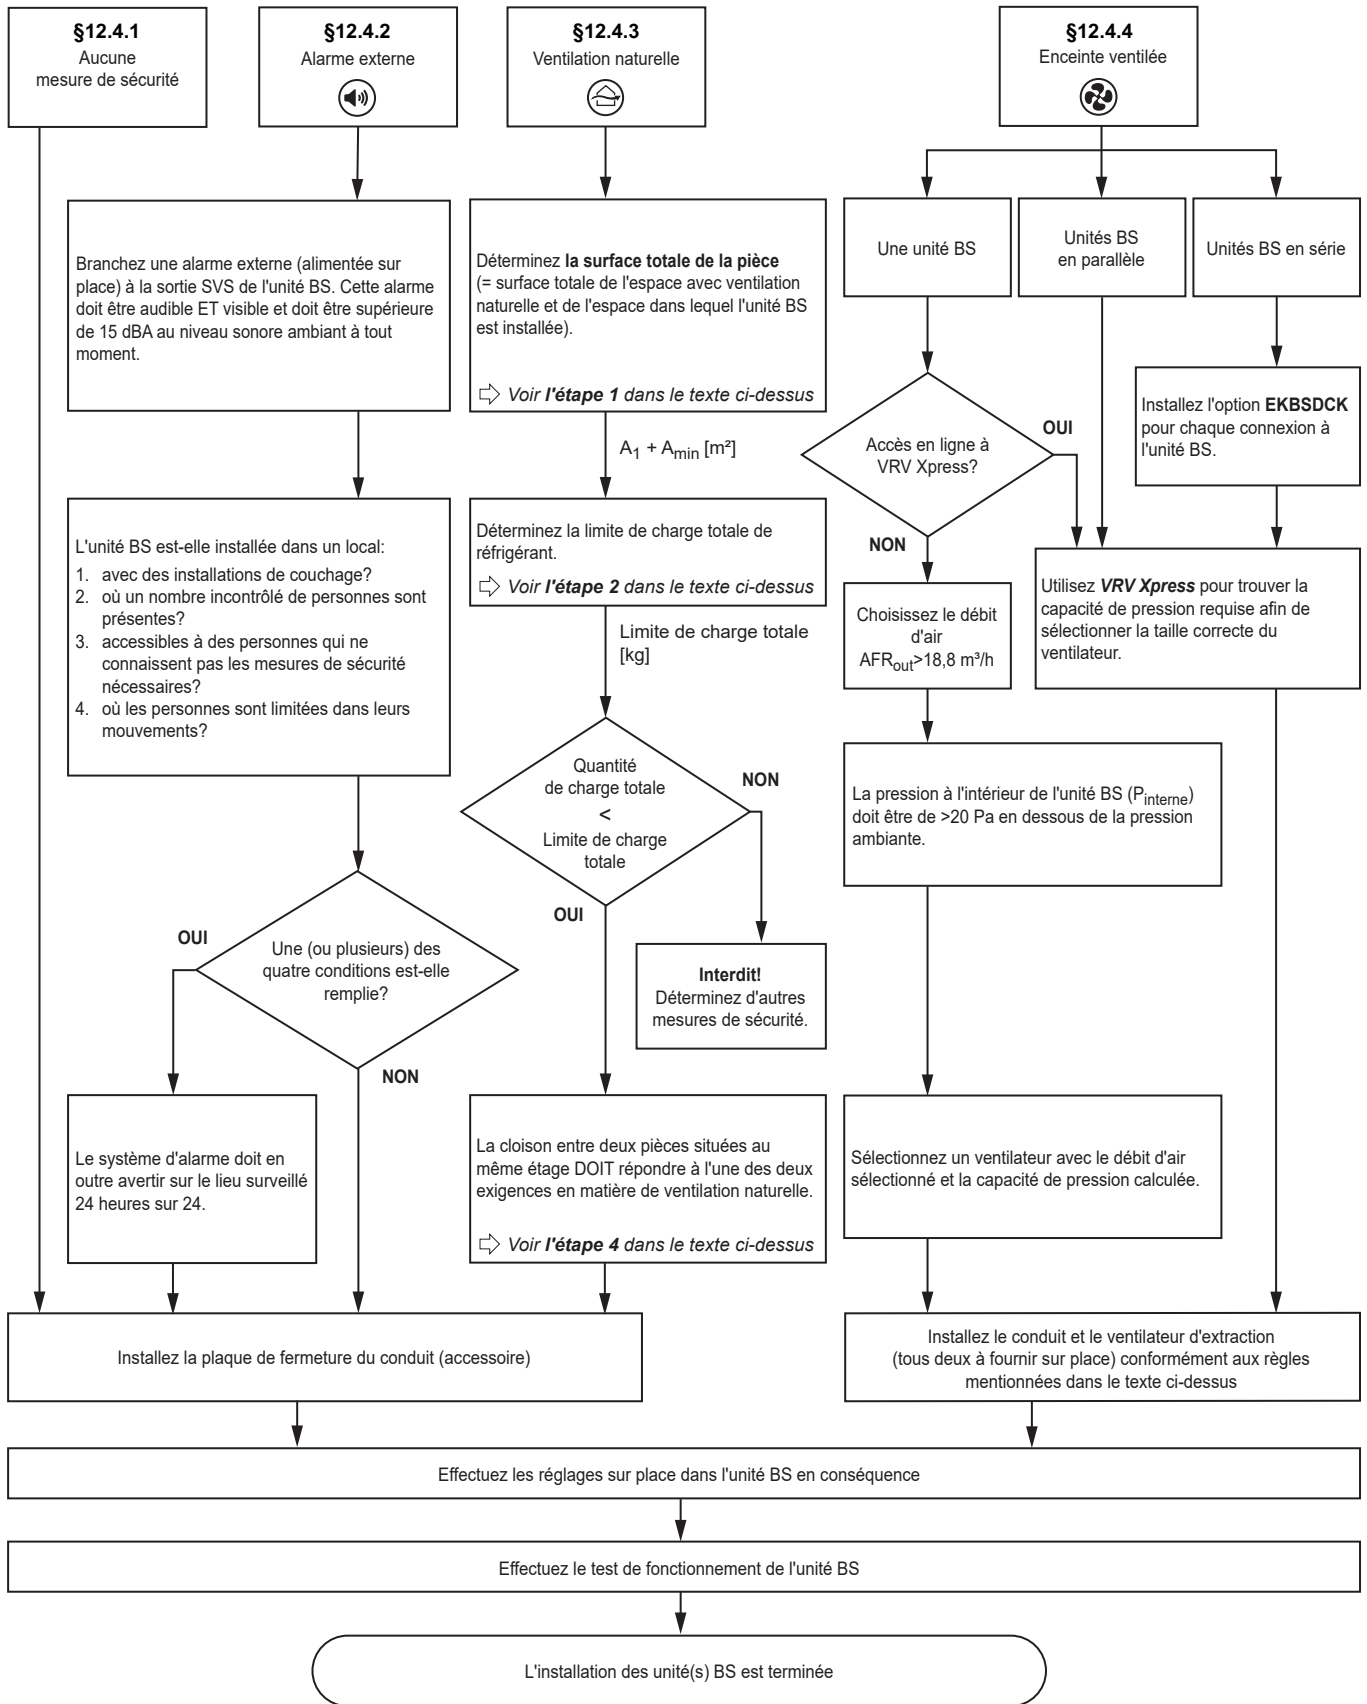 §12.4.1
Aucune
mesure de sécurité
§12.4.2
Alarme externe
§12.4.3
Ventilation naturelle
§12.4.4
Enceinte ventilée
Branchez une alarme externe (alimentée sur
place) à la sortie SVS de l'unité BS. Cette alarme
doit être audible ET visible et doit être supérieure
de 15 dBA au niveau sonore ambiant à tout
moment.
L'unité BS est-elle installée dans un local:
1. avec des installations de couchage?
2. où un nombre incontrôlé de personnes sont
présentes?
3. accessibles à des personnes qui ne
connaissent pas les mesures de sécurité
nécessaires?
4. où les personnes sont limitées dans leurs
mouvements?
OUI
Une (ou plusieurs) des
quatre conditions est-elle
remplie?
NON
Le système d'alarme doit en
outre avertir sur le lieu surveillé
24 heures sur 24.
Déterminez la surface totale de la pièce
(= surface totale de l'espace avec ventilation
naturelle et de l'espace dans lequel l'unité BS
est installée).
Voir l'étape 1 dans le texte ci-dessus
A1 + Amin [m²]
Déterminez la limite de charge totale de
réfrigérant.
Voir l'étape 2 dans le texte ci-dessus
Limite de charge totale
[kg]
Quantité
de charge totale
<
Limite de charge
totale
NON
OUI
Interdit!
Déterminez d'autres
mesures de sécurité.
La cloison entre deux pièces situées au
même étage DOIT répondre à l'une des deux
exigences en matière de ventilation naturelle.
Voir l'étape 4 dans le texte ci-dessus
Une unité BS
Unités BS
en parallèle
Unités BS en série
Accès en ligne à
VRV Xpress?
OUI
NON
Installez l'option EKBSDCK
pour chaque connexion à
l'unité BS.
Choisissez le débit
d'air
AFRout>18,8 m³/h
Utilisez VRV Xpress pour trouver la
capacité de pression requise afin de
sélectionner la taille correcte du
ventilateur.
La pression à l'intérieur de l'unité BS (Pinterne)
doit être de >20 Pa en dessous de la pression
ambiante.
Sélectionnez un ventilateur avec le débit d'air
sélectionné et la capacité de pression calculée.
Installez la plaque de fermeture du conduit (accessoire)
Installez le conduit et le ventilateur d'extraction
(tous deux à fournir sur place) conformément aux règles
mentionnées dans le texte ci-dessus
Effectuez les réglages sur place dans l'unité BS en conséquence
Effectuez le test de fonctionnement de l'unité BS
L'installation des unité(s) BS est terminée